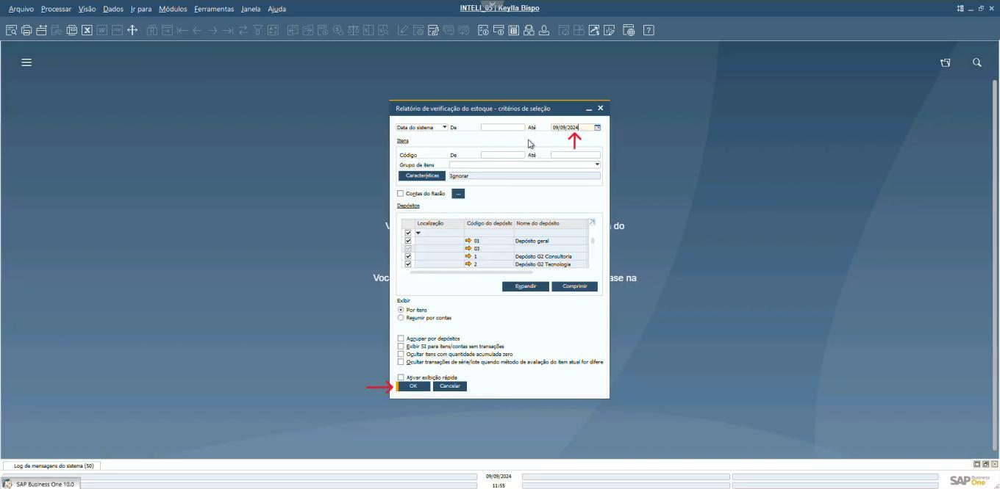 Arquivo Processar Visão Dados Ir para Módulos Ferramentas Janela Ajuda
INTELI_05 | Keylla Bispo
Relatório de verificação do estoque - critérios de seleção
Data do sistema De Até 09/09/2024
Itens
Código De Até
Grupo de itens
Características Ignorar
Contas do Razão ...
Depósitos
Localização Código do depósito Nome do depósito
01 Depósito geral
03
1 Depósito G2 Consultoria
2 Depósito G2 Tecnologia
V do
Voc ase na
Expandir Comprimir
Exibir
Por itens
Resumir por contas
Agrupar por depósitos
Exibir SI para itens/contas sem transações
Ocultar itens com quantidade acumulada zero
Ocultar transações de série/lote quando método de avaliação do item atual for difere
Ativar exibição rápida
OK Cancelar
Log de mensagens do sistema (50)
09/09/2024
11:55
SAP Business One 10.0
SAP Business One